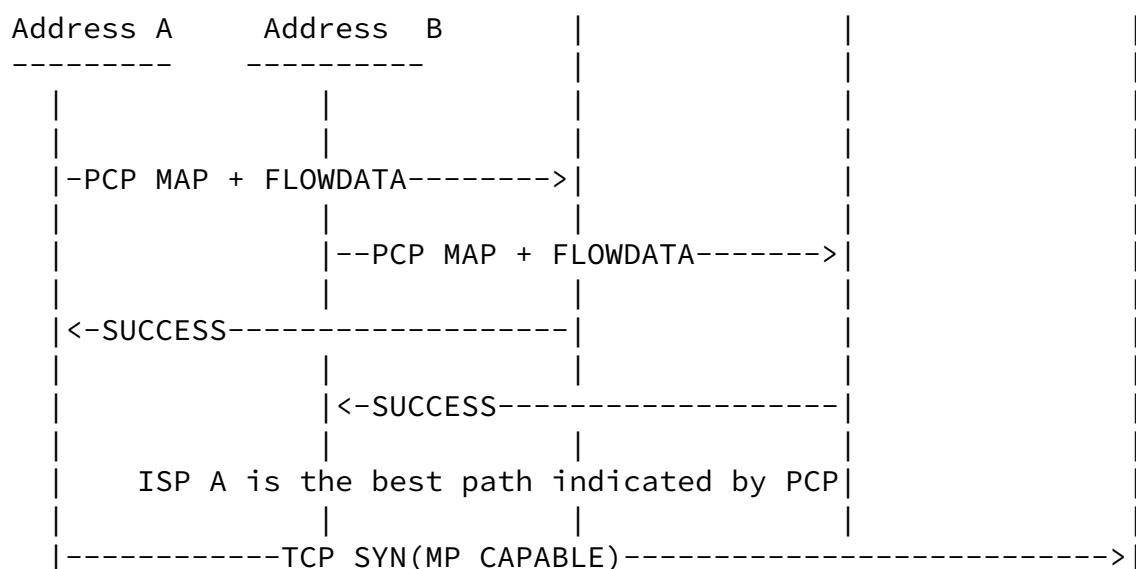 Address A     Address  B
---------    ----------
-PCP MAP + FLOWDATA-------->
--PCP MAP + FLOWDATA------->
<-SUCCESS-------------------
<-SUCCESS-------------------
ISP A is the best path indicated by PCP
------------TCP SYN(MP CAPABLE)--------------------------->